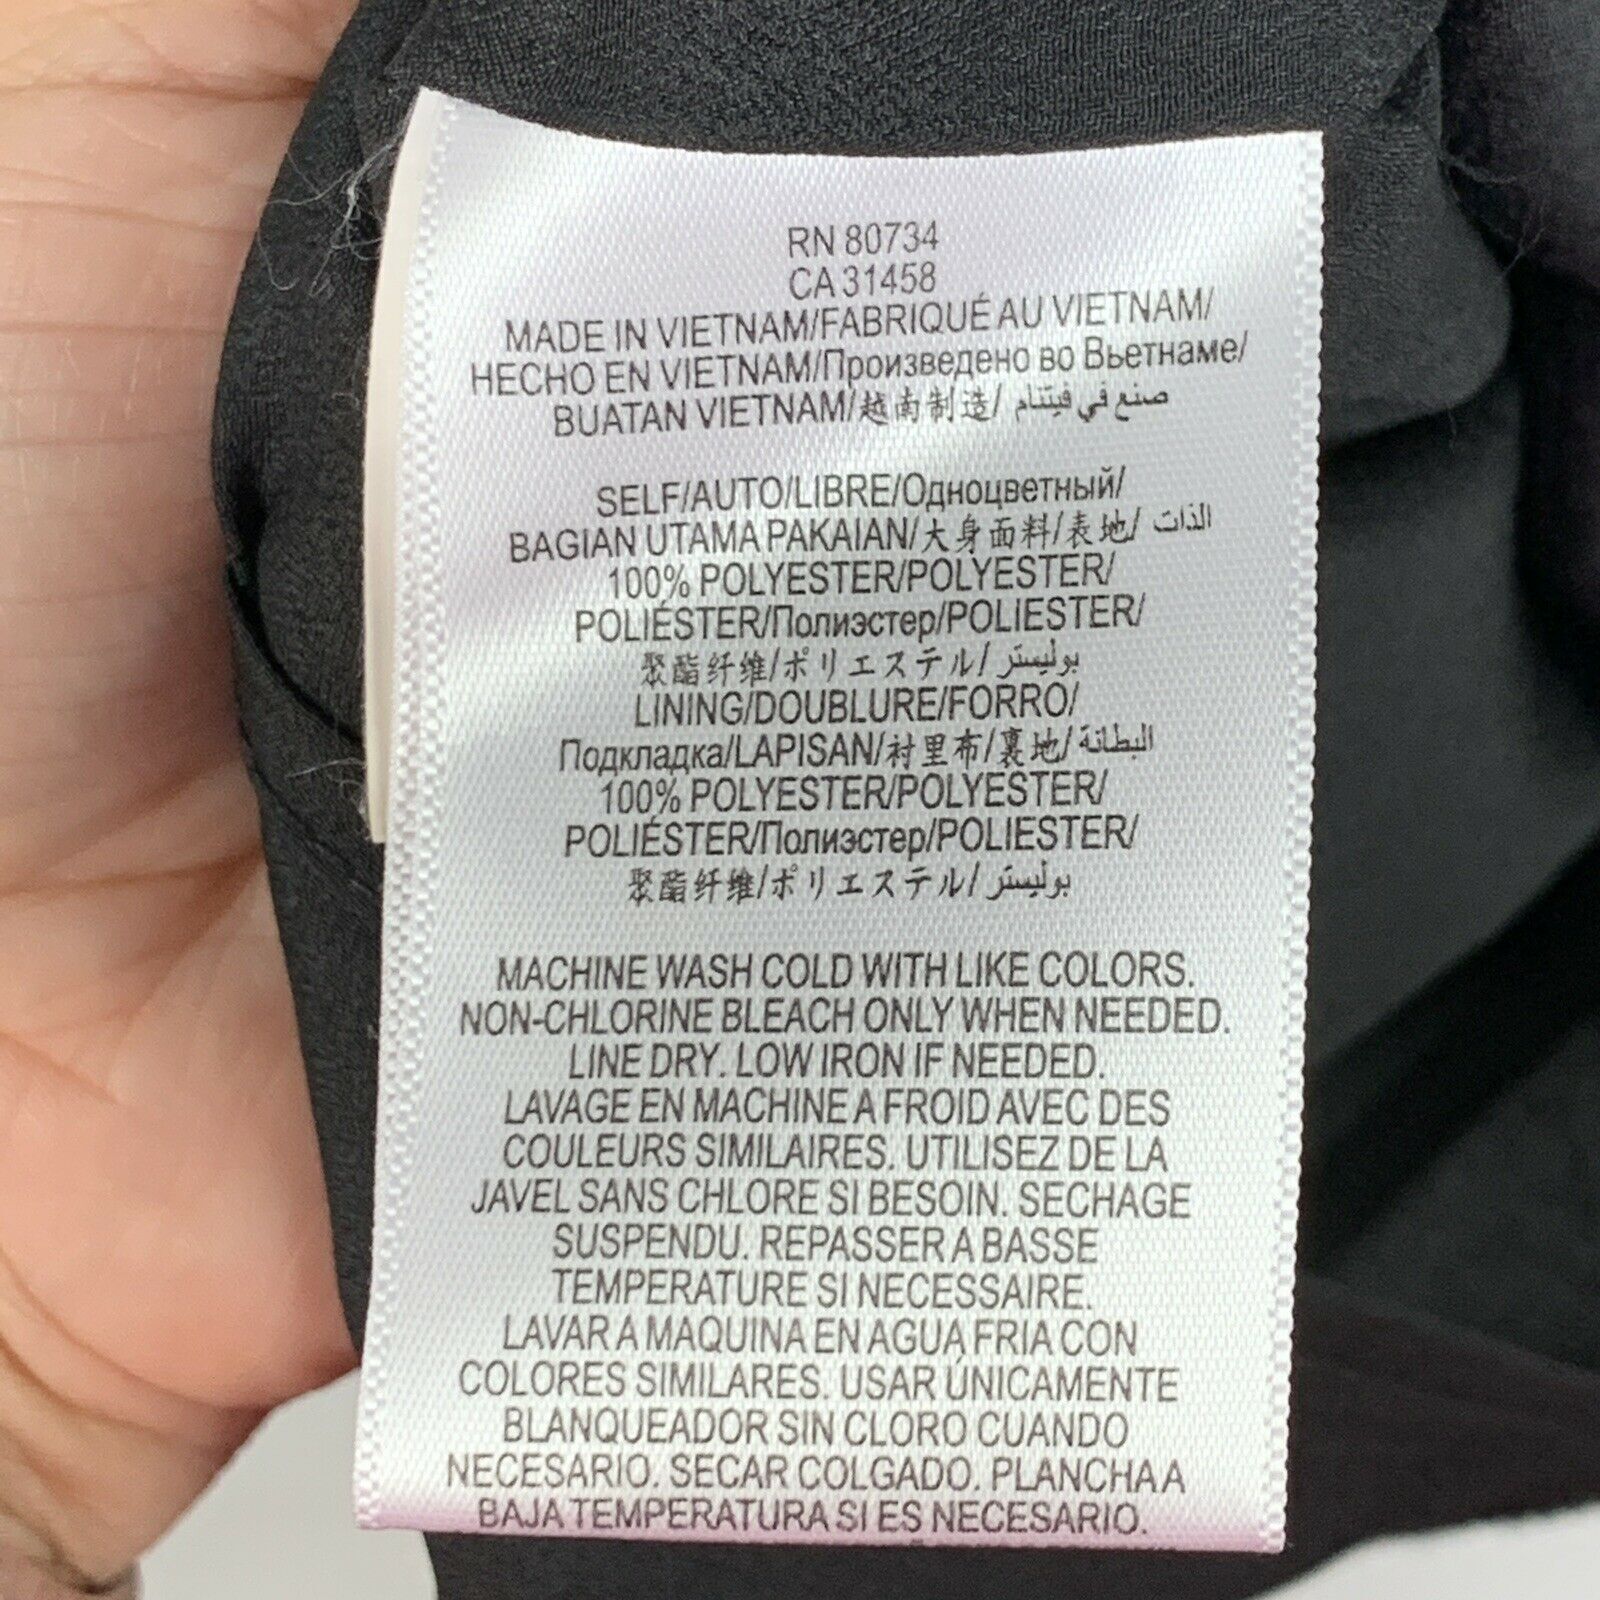 RN 80734
CA 31458
MADE IN VIETNAM/FABRIQUÉ AU VIETNAM/
HECHO EN VIETNAM/Произведено во Вьетнаме/
BUATAN VIETNAM/越南制造/ صنع في فيتنام
SELF/AUTO/LIBRE/Одноцветный/
BAGIAN UTAMA PAKAIAN/大身面料/表地/ الذات
100% POLYESTER/POLYESTER/
POLIÉSTER/Полиэстер/POLIESTER/
聚酯纤维/ポリエステル/ بوليستر
LINING/DOUBLURE/FORRO/
Подкладка/LAPISAN/衬里布/裏地/ البطانة
100% POLYESTER/POLYESTER/
POLIÉSTER/Полиэстер/POLIESTER/
聚酯纤维/ポリエステル/ بوليستر
MACHINE WASH COLD WITH LIKE COLORS.
NON-CHLORINE BLEACH ONLY WHEN NEEDED.
LINE DRY. LOW IRON IF NEEDED.
LAVAGE EN MACHINE A FROID AVEC DES
COULEURS SIMILAIRES. UTILISEZ DE LA
JAVEL SANS CHLORE SI BESOIN. SECHAGE
SUSPENDU. REPASSER A BASSE
TEMPERATURE SI NECESSAIRE.
LAVAR A MAQUINA EN AGUA FRIA CON
COLORES SIMILARES. USAR ÚNICAMENTE
BLANQUEADOR SIN CLORO CUANDO
NECESARIO. SECAR COLGADO. PLANCHA A
BAJA TEMPERATURA SI ES NECESARIO.